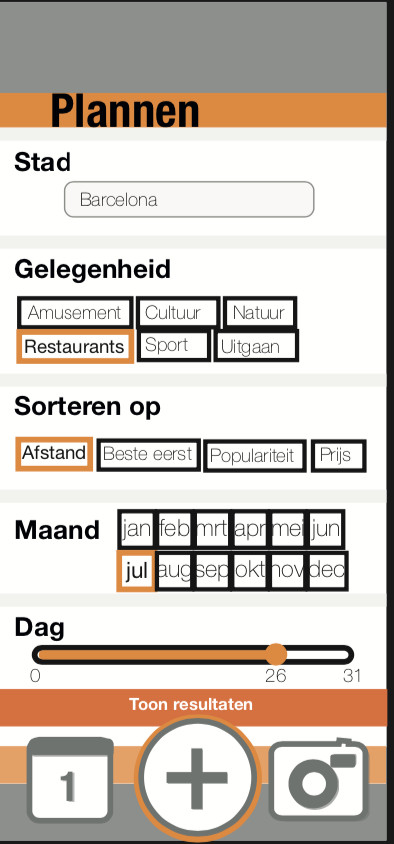 Plannen
Stad
Barcelona
Gelegenheid
Amusement Cultuur Natuur
Restaurants Sport Uitgaan
Sorteren op
Afstand Beste eerst Populariteit Prijs
Maand jan feb mrt apr mei jun
jul aug sep okt nov dec
Dag
0 26 31
Toon resultaten
1